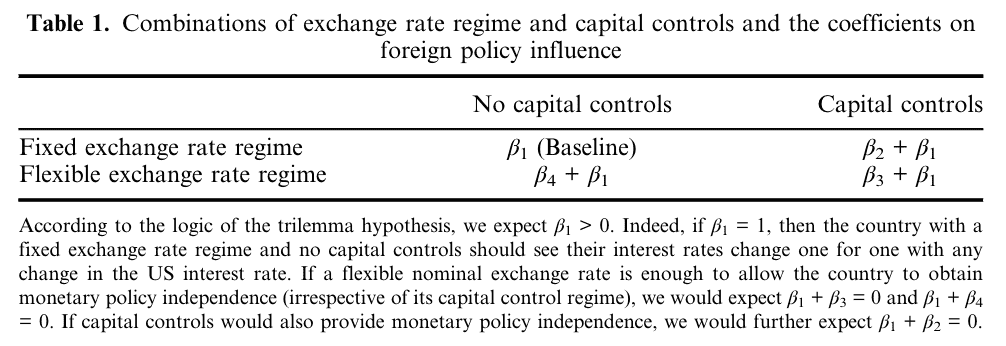 Table 1. Combinations of exchange rate regime and capital controls and the coefficients on
foreign policy influence
No capital controls Capital controls
Fixed exchange rate regime β₁ (Baseline) β₂ + β₁
Flexible exchange rate regime β₄ + β₁ β₃ + β₁
According to the logic of the trilemma hypothesis, we expect β₁ > 0. Indeed, if β₁ = 1, then the country with a
fixed exchange rate regime and no capital controls should see their interest rates change one for one with any
change in the US interest rate. If a flexible nominal exchange rate is enough to allow the country to obtain
monetary policy independence (irrespective of its capital control regime), we would expect β₁ + β₃ = 0 and β₁ + β₄
= 0. If capital controls would also provide monetary policy independence, we would further expect β₁ + β₂ = 0.